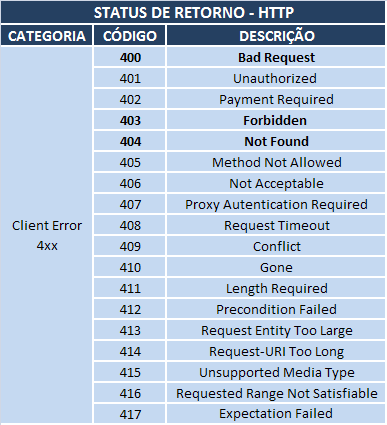 STATUS DE RETORNO - HTTP
CATEGORIA CÓDIGO DESCRIÇÃO
400 Bad Request
401 Unauthorized
402 Payment Required
403 Forbidden
404 Not Found
405 Method Not Allowed
406 Not Acceptable
407 Proxy Autentication Required
Client Error 408 Request Timeout
4xx 409 Conflict
410 Gone
411 Length Required
412 Precondition Failed
413 Request Entity Too Large
414 Request-URI Too Long
415 Unsupported Media Type
416 Requested Range Not Satisfiable
417 Expectation Failed